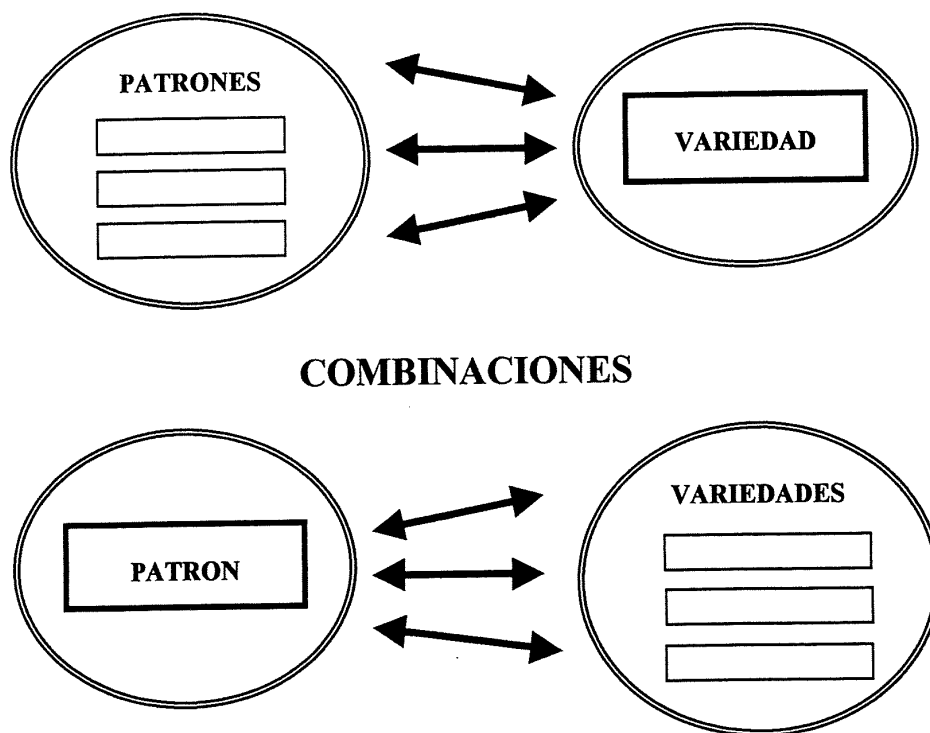 PATRONES
VARIEDAD
COMBINACIONES
PATRON
VARIEDADES